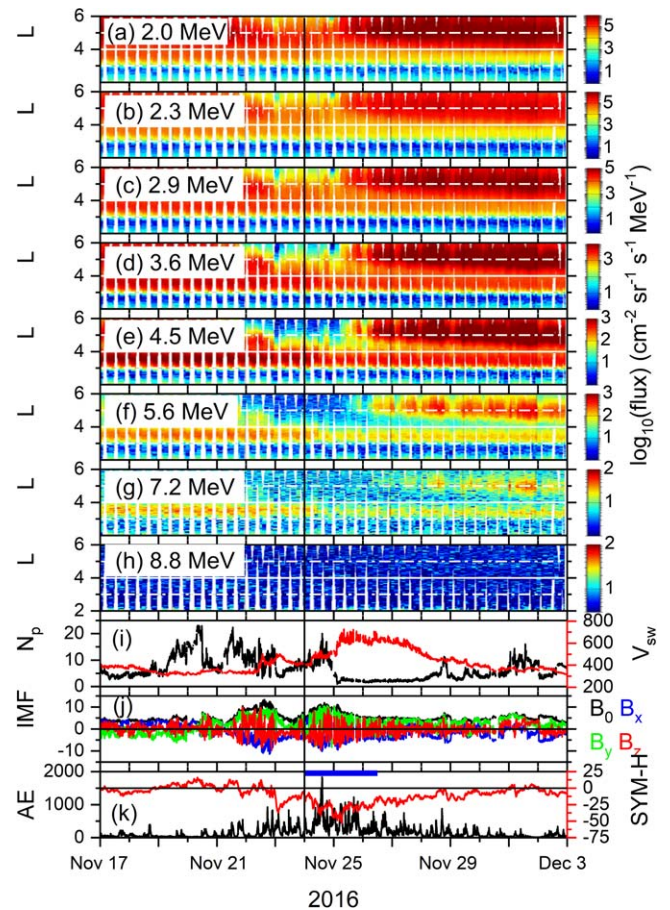 6 (a) 2.0 MeV 5
L 4 3
1
6 (b) 2.3 MeV 5
L 4 3
1
6 (c) 2.9 MeV 5
L 4 3
1
6 (d) 3.6 MeV
L 4 3
1
6 (e) 4.5 MeV 3
L 4 2
1
6 (f) 5.6 MeV 3
L 4 2
1
6 (g) 7.2 MeV 2
L 4
1
6 (h) 8.8 MeV 2
L 4
2 1
log₁₀(flux) (cm⁻² sr⁻¹ s⁻¹ MeV⁻¹)
Nₚ 20 10 0 (i) 800 600 400 200 V_sw
IMF 10 0 -10 (j) B₀ Bₓ
B_y B_z
AE 2000 1000 0 (k) 25 0 -25 -50 -75 SYM-H
Nov 17 Nov 21 Nov 25 Nov 29 Dec 3
2016